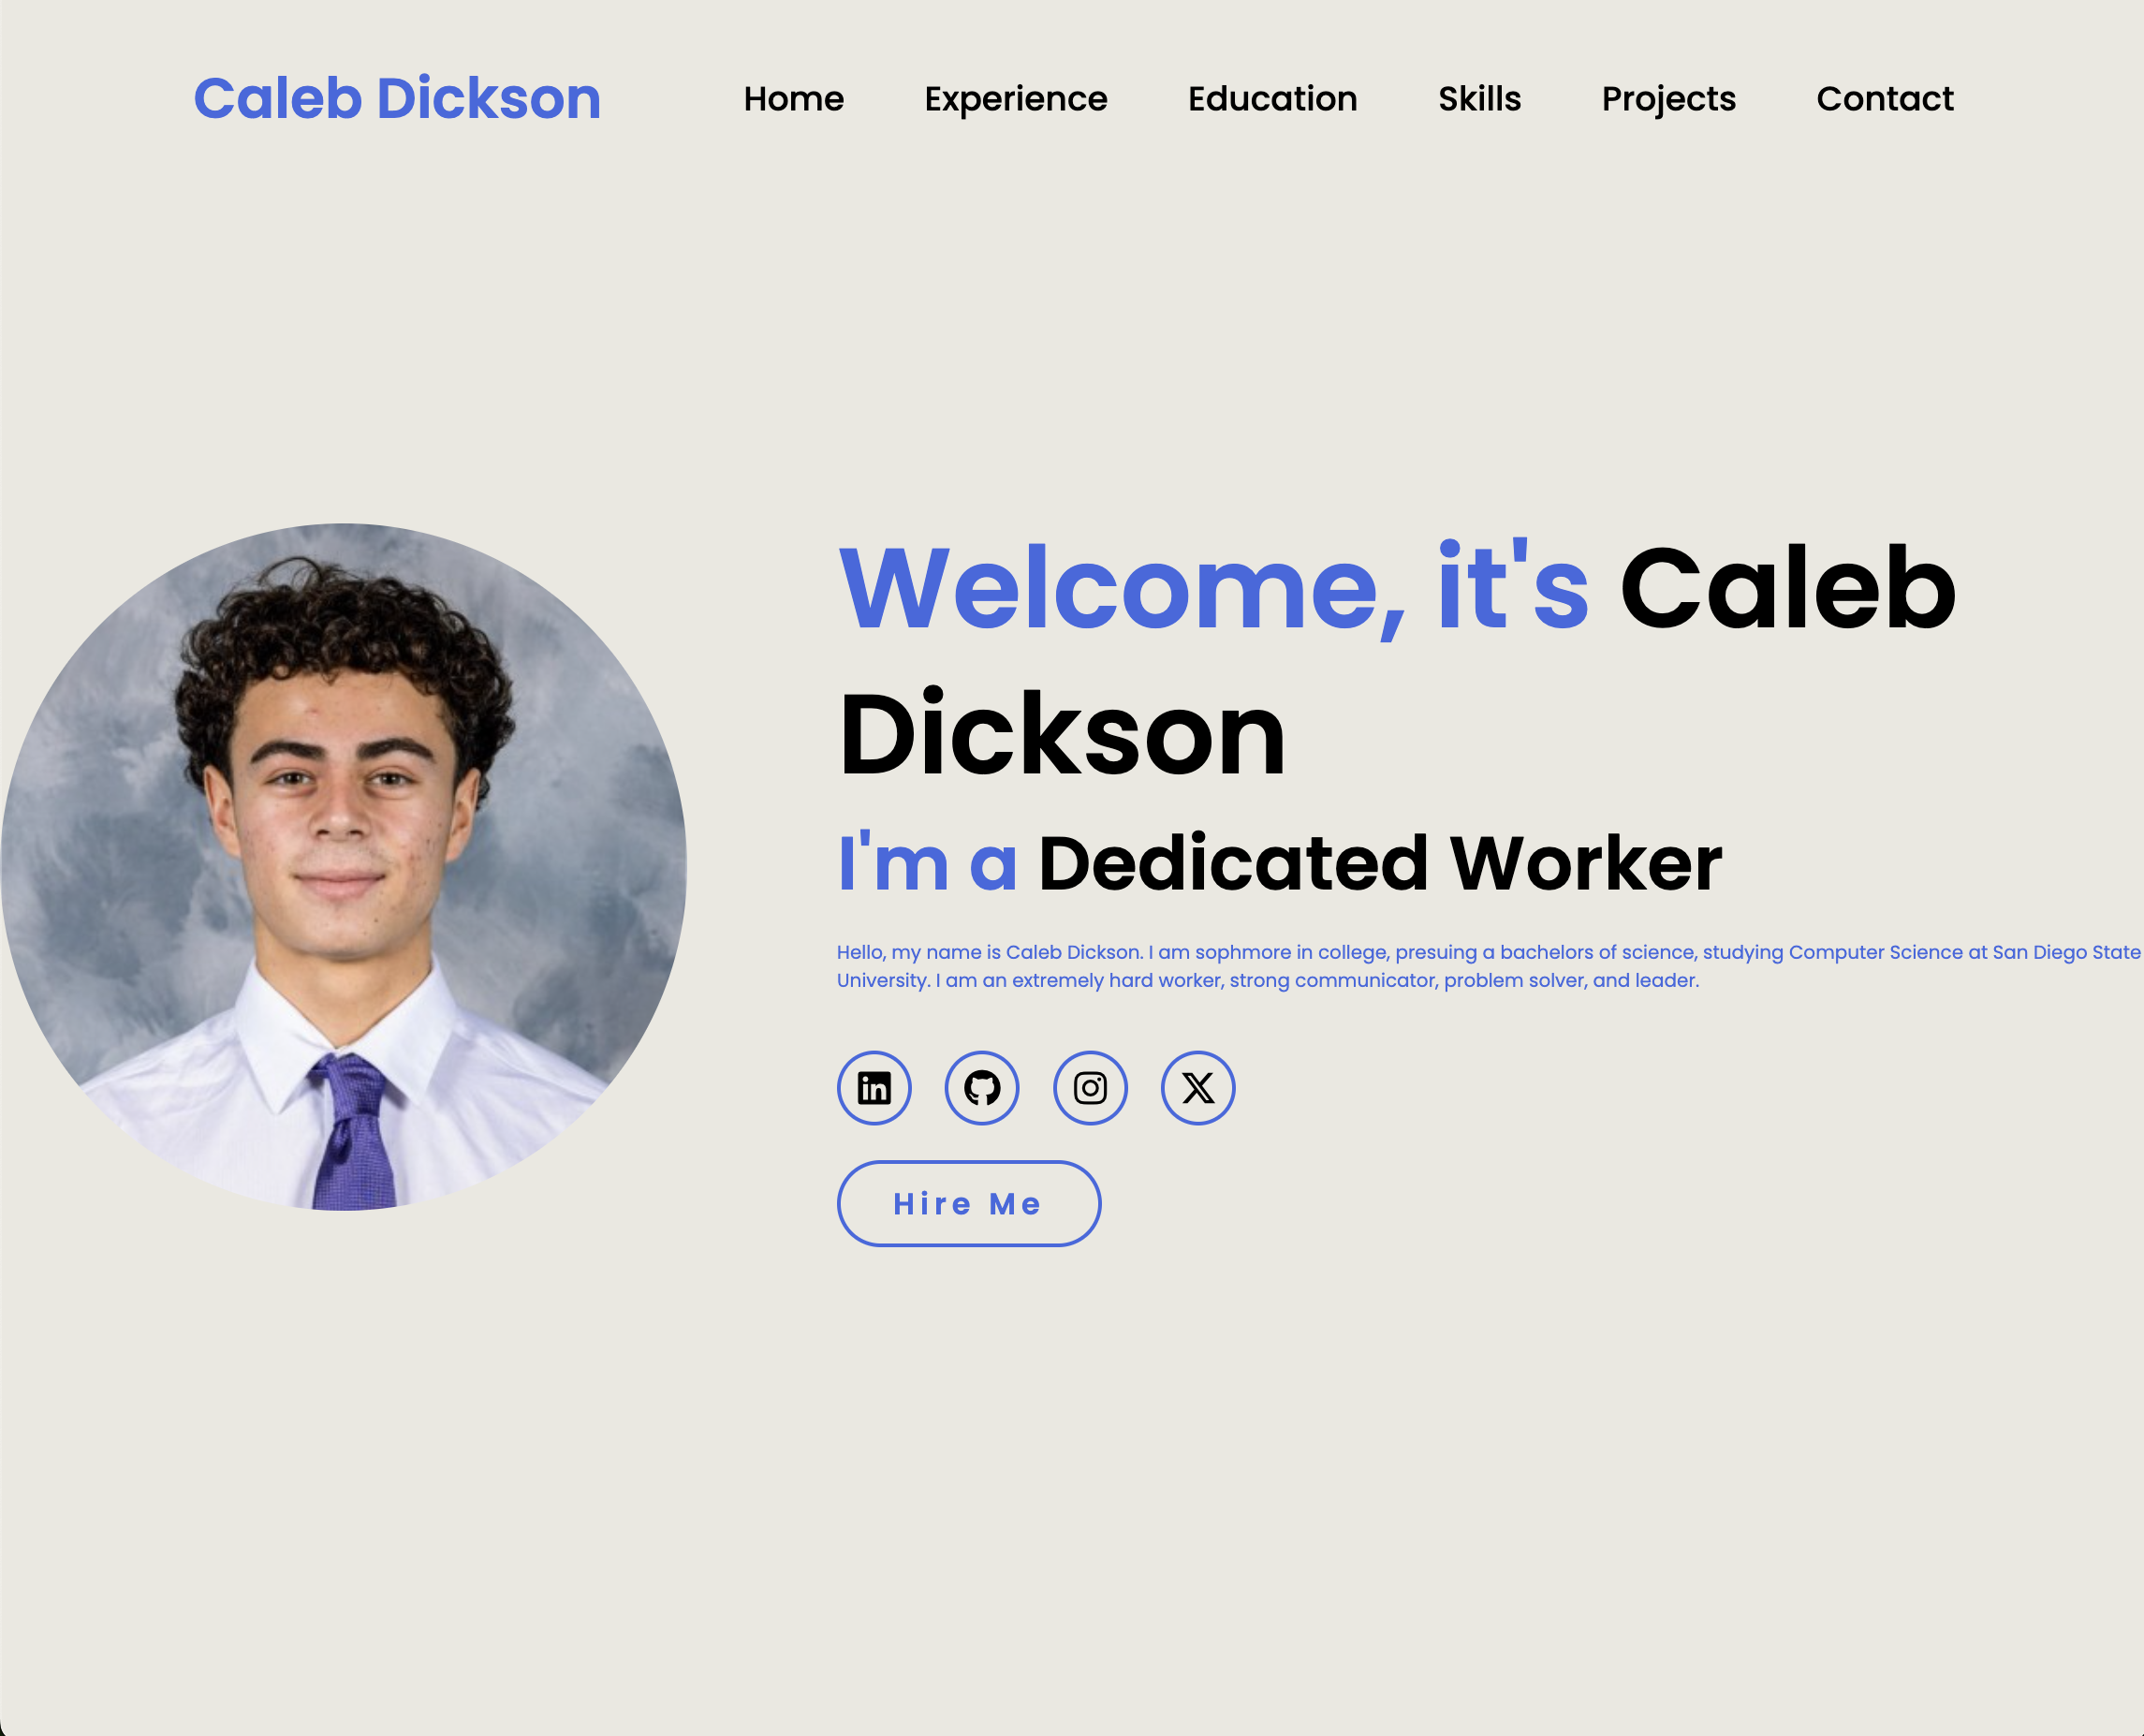 Caleb Dickson Home Experience Education Skills Projects Contact
Welcome, it's Caleb
Dickson
I'm a Dedicated Worker
Hello, my name is Caleb Dickson. I am sophmore in college, presuing a bachelors of science, studying Computer Science at San Diego State
University. I am an extremely hard worker, strong communicator, problem solver, and leader.
Hire Me